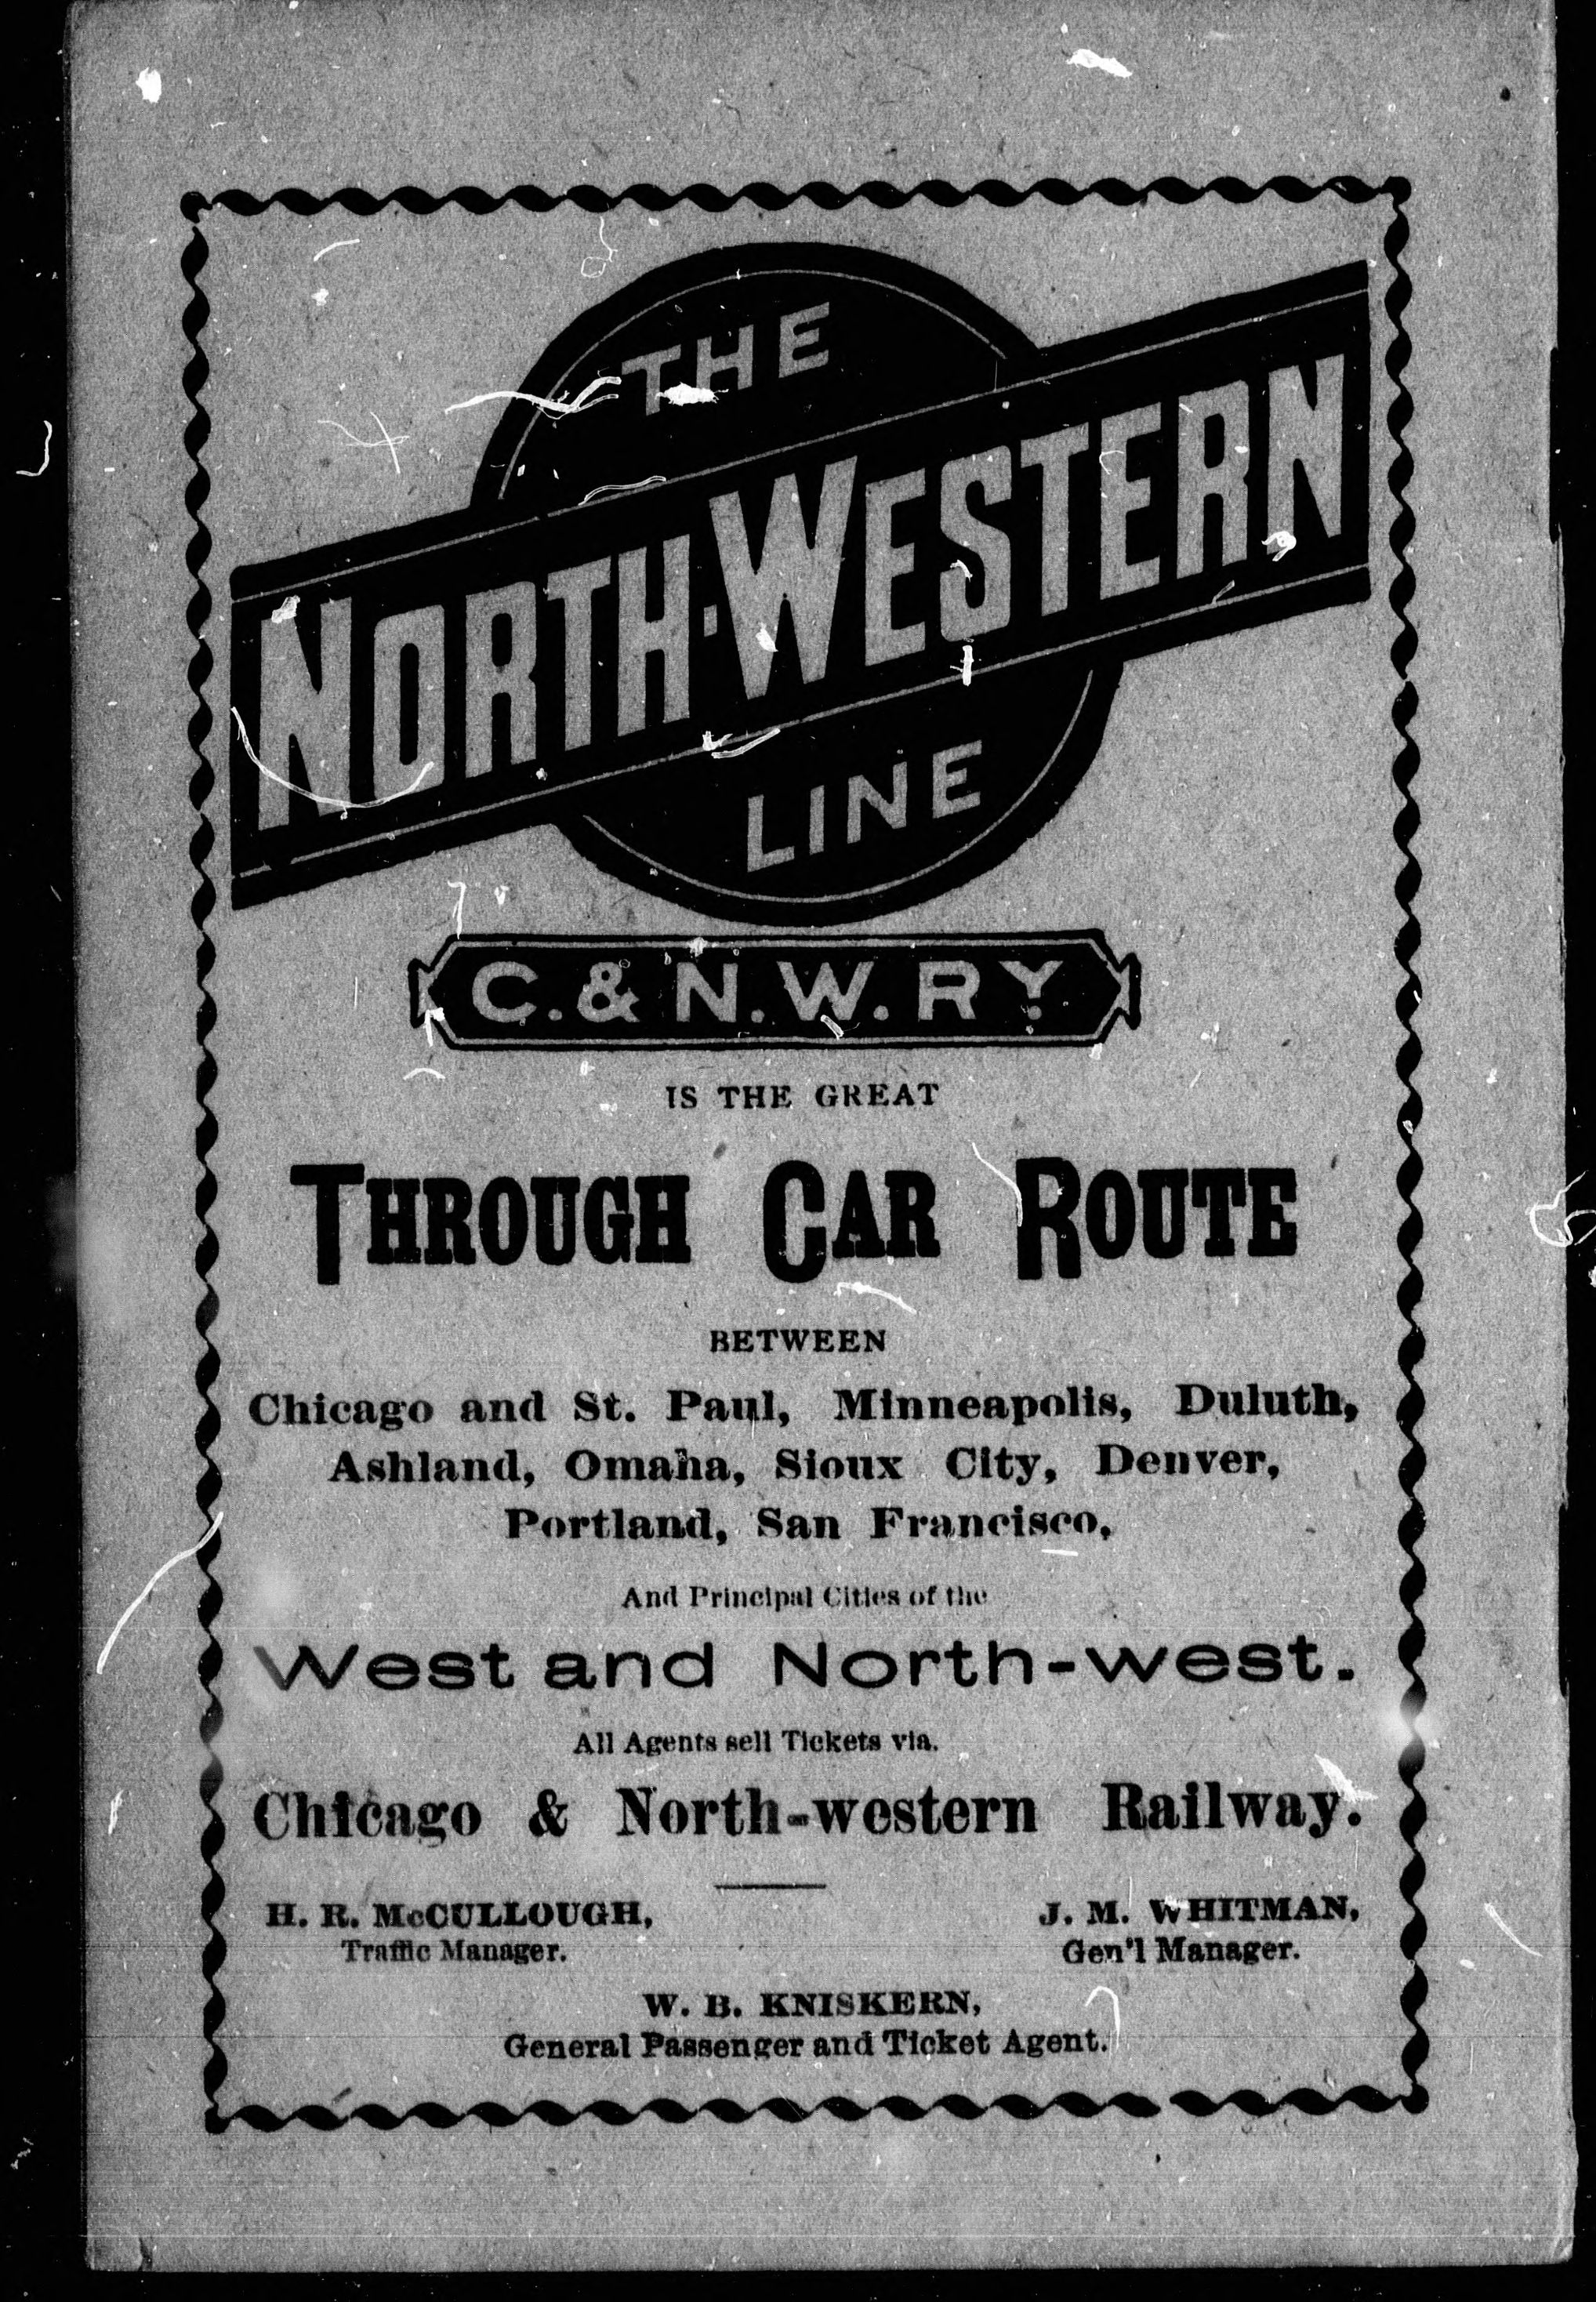 THE
NORTH-WESTERN
LINE
C. & N. W. RY.
IS THE GREAT
THROUGH CAR ROUTE
BETWEEN
Chicago and St. Paul, Minneapolis, Duluth,
Ashland, Omaha, Sioux City, Denver,
Portland, San Francisco,
And Principal Cities of the
West and North-west.
All Agents sell Tickets via.
Chicago & North-western Railway.
H. R. McCULLOUGH,
Traffic Manager.
J. M. WHITMAN,
Gen'l Manager.
W. B. KNISKERN,
General Passenger and Ticket Agent.